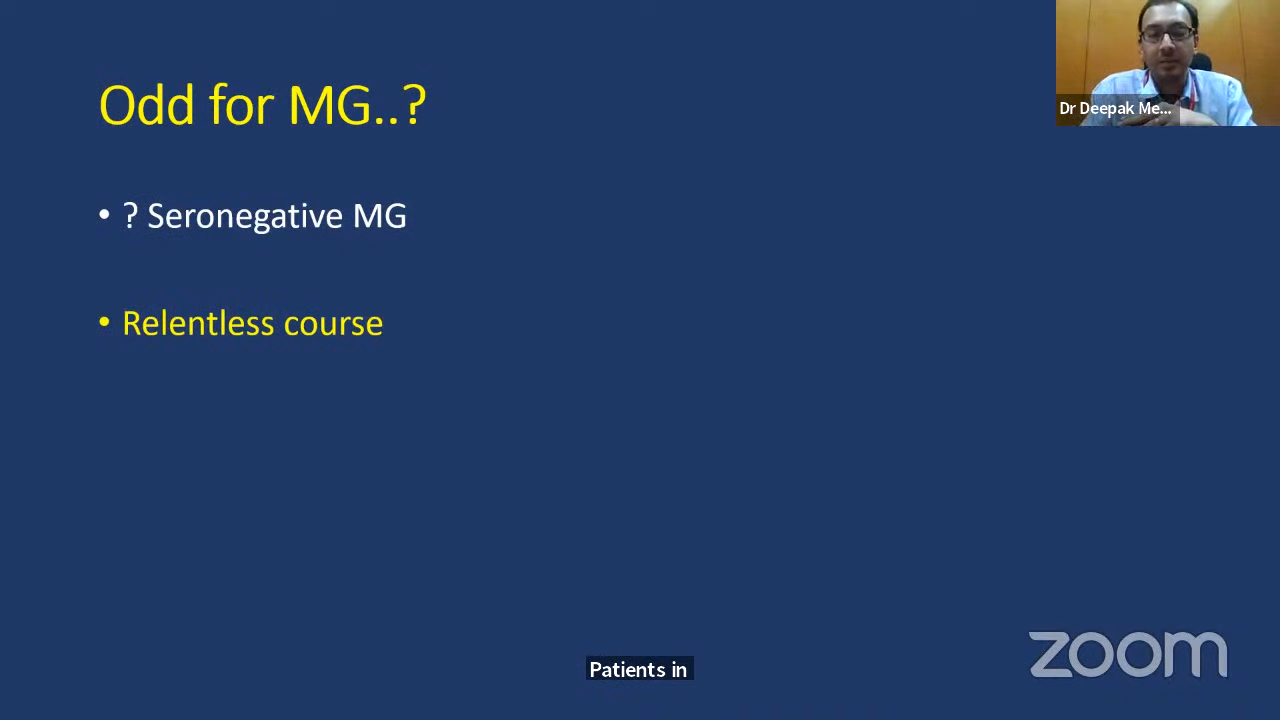 Odd for MG..?
Dr Deepak Me...
• ? Seronegative MG
• Relentless course
zoom
Patients in